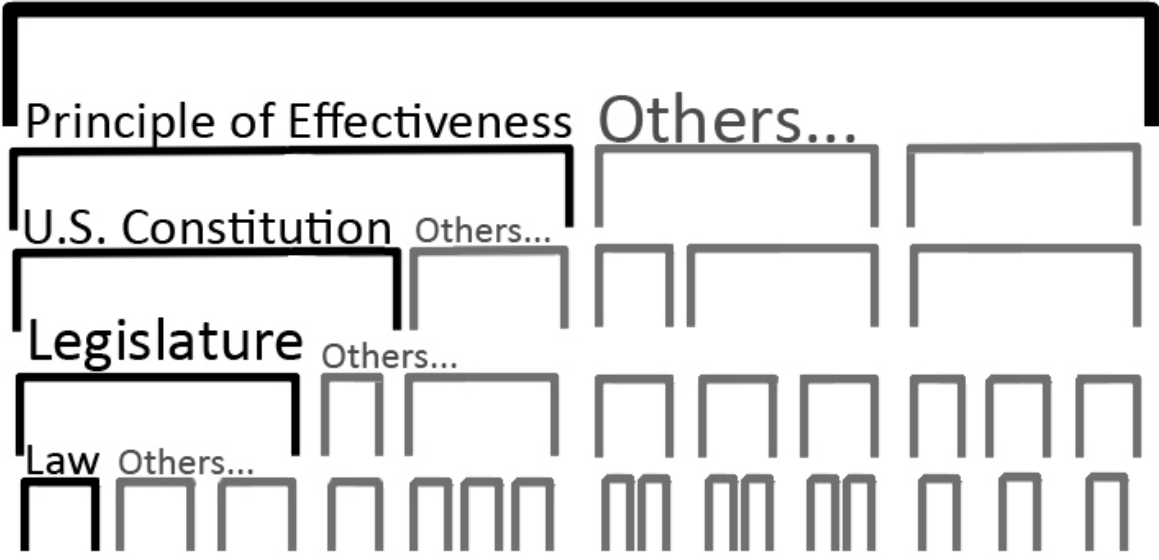 Principle of Effectiveness Others...
U.S. Constitution Others...
Legislature Others...
Law Others...